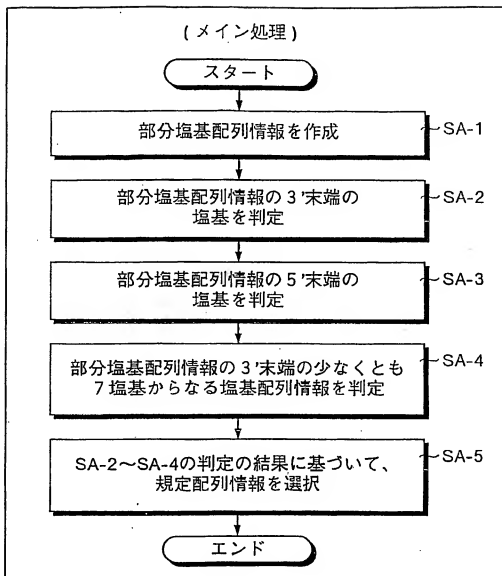 (メイン処理)
スタート
部分塩基配列情報を作成
SA-1
部分塩基配列情報の3'末端の
塩基を判定
SA-2
部分塩基配列情報の5'末端の
塩基を判定
SA-3
部分塩基配列情報の3'末端の少なくとも
7塩基からなる塩基配列情報を判定
SA-4
SA-2～SA-4の判定の結果に基づいて、
規定配列情報を選択
SA-5
エンド